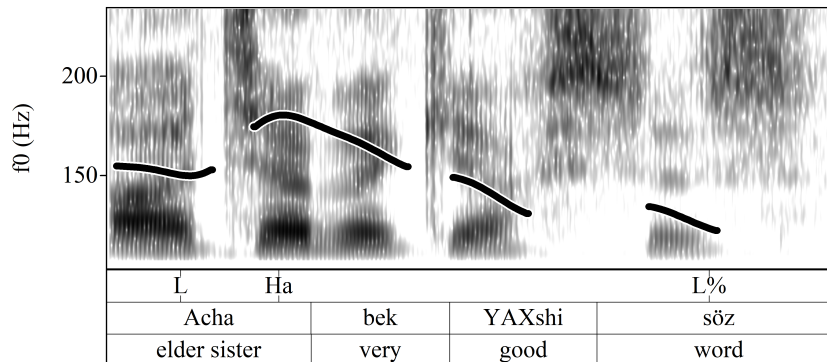 f0 (Hz)
200
150
L Ha L%
Acha bek YAXshi söz
elder sister very good word